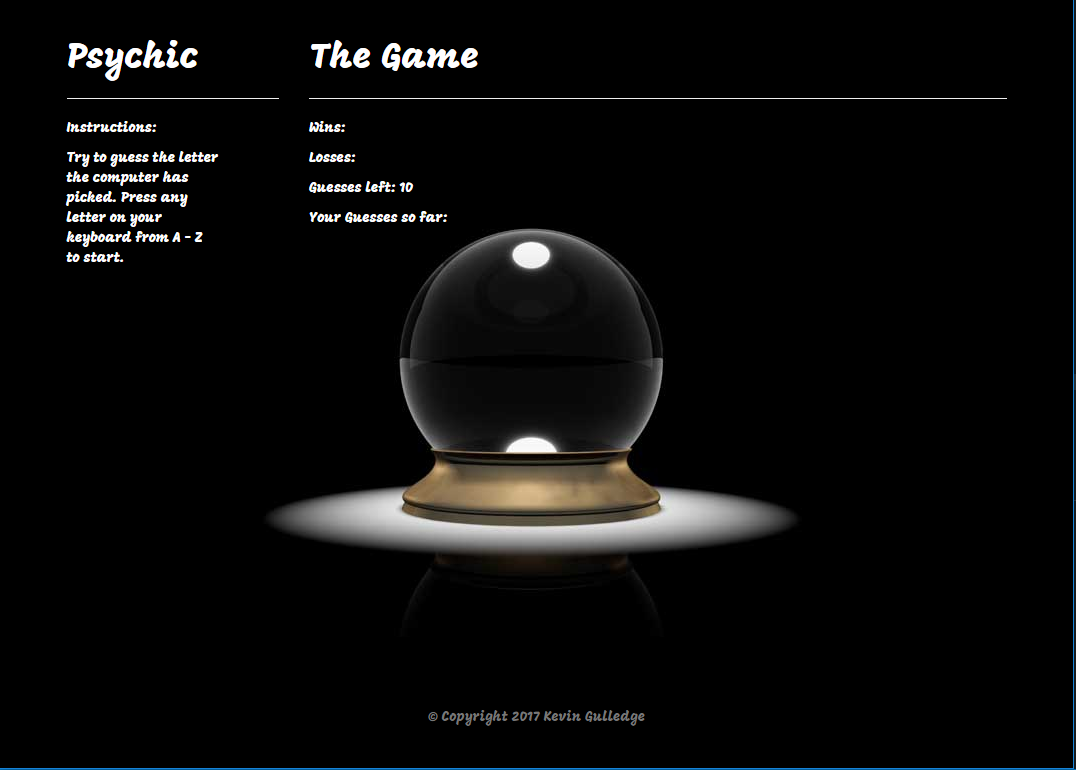 Psychic
The Game
Instructions:
Try to guess the letter
the computer has
picked. Press any
letter on your
keyboard from A - Z
to start.
Wins:
Losses:
Guesses left: 10
Your Guesses so far:
© Copyright 2017 Kevin Gulledge